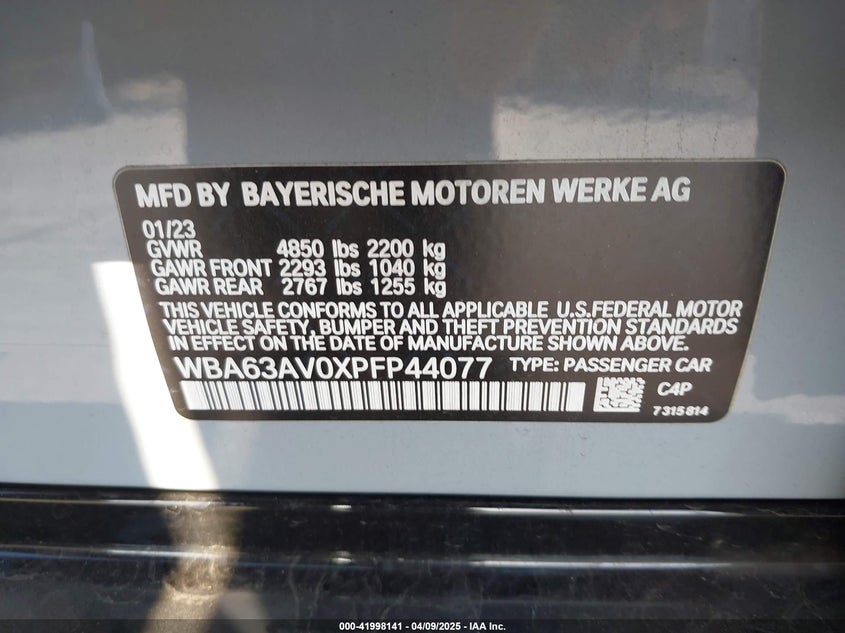 MFD BY BAYERISCHE MOTOREN WERKE AG
01/23
GVWR 4850 lbs 2200 kg
GAWR FRONT 2293 lbs 1040 kg
GAWR REAR 2767 lbs 1255 kg
THIS VEHICLE CONFORMS TO ALL APPLICABLE U.S.FEDERAL MOTOR
VEHICLE SAFETY, BUMPER AND THEFT PREVENTION STANDARDS
IN EFFECT ON THE DATE OF MANUFACTURE SHOWN ABOVE.
WBA63AV0XPFP44077 TYPE: PASSENGER CAR
C4P
7315814
000-41998141 / 04/09/2025 - IAA Inc.